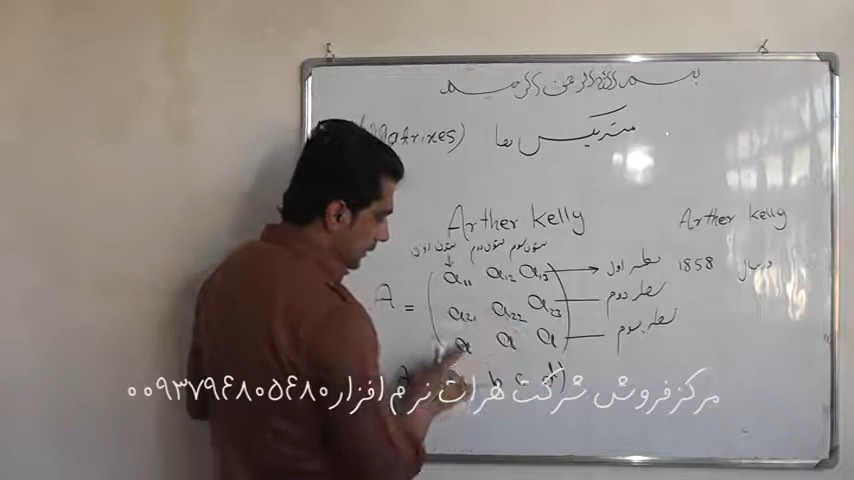 بسم الله الرحمن الرحیم
(Matrixes) متریکس ها
Arther Kelly Arther Kelly
ستون اول ستون دوم ستون سوم
A = a₁₁ a₁₂ a₁₃ سطر اول 1858 در سال
a₂₁ a₂₂ a₂₃ سطر دوم
a a a سطر سوم
b c d)
مرکز فروش شرکت هرات نرم افزار ۰۰۹۳۷۹۴۸۰۵۴۸۰